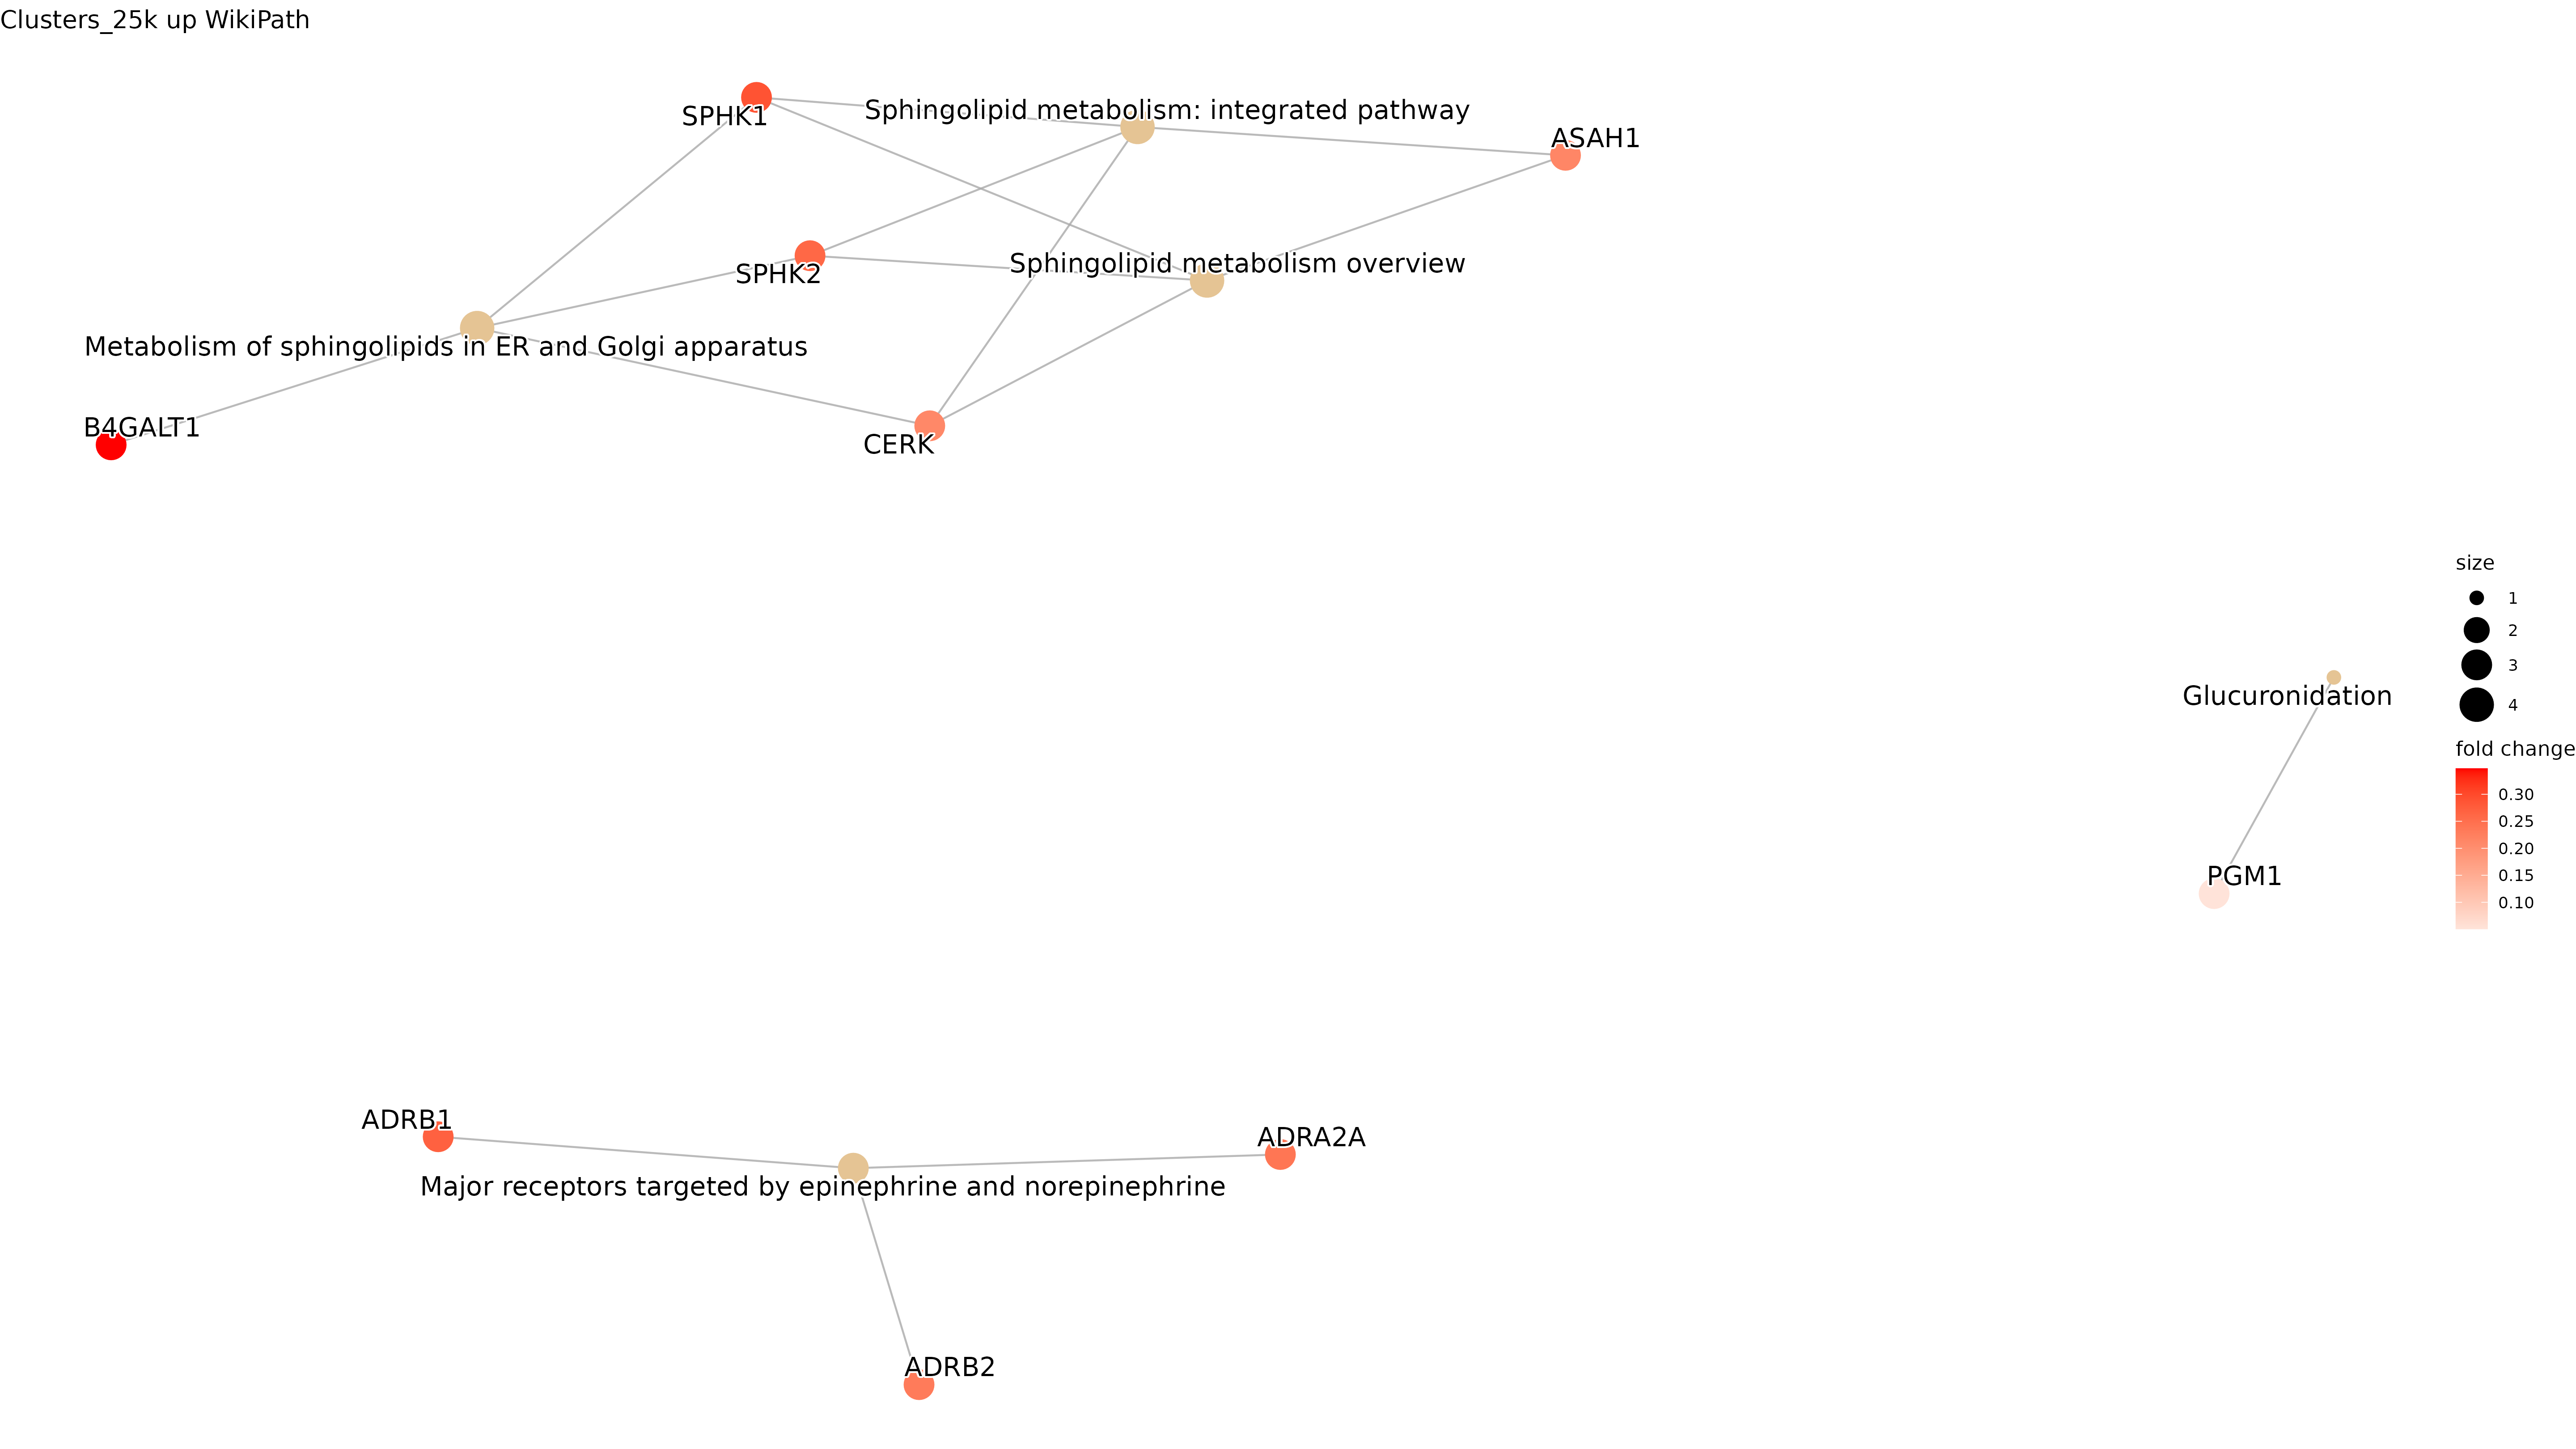 Clusters_25k up WikiPath
SPHK1
Sphingolipid metabolism: integrated pathway
ASAH1
SPHK2
Sphingolipid metabolism overview
Metabolism of sphingolipids in ER and Golgi apparatus
B4GALT1
CERK
size
1
2
3
4
Glucuronidation
fold change
0.30
0.25
0.20
0.15
0.10
PGM1
ADRB1
ADRA2A
Major receptors targeted by epinephrine and norepinephrine
ADRB2